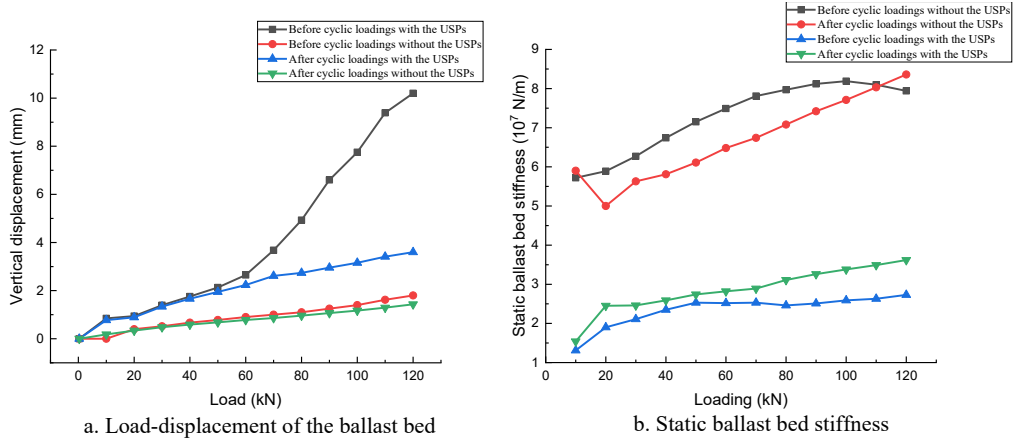 Before cyclic loadings with the USPs
Before cyclic loadings without the USPs
After cyclic loadings with the USPs
After cyclic loadings without the USPs
12
10
8
6
4
2
0
Vertical displacement (mm)
0 20 40 60 80 100 120
Load (kN)
a. Load-displacement of the ballast bed
Before cyclic loadings without the USPs
After cyclic loadings without the USPs
Before cyclic loadings with the USPs
After cyclic loadings with the USPs
9
8
7
6
5
4
3
2
1
Static ballast bed stiffness (10⁷ N/m)
0 20 40 60 80 100 120
Loading (kN)
b. Static ballast bed stiffness